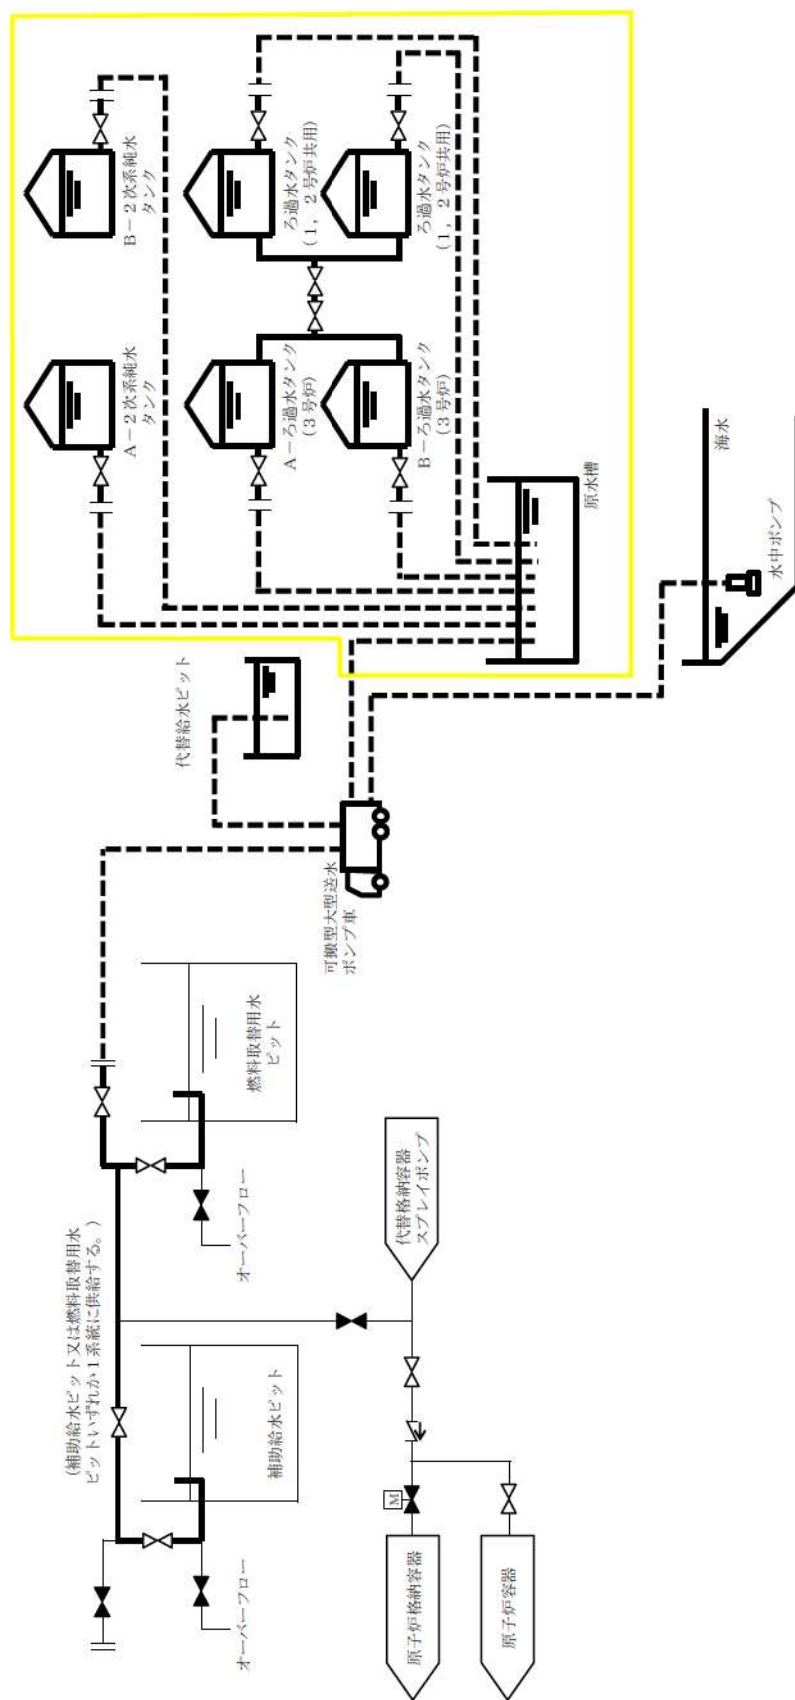 (補助給水ピット又は燃料取替用水
ピットいずれか1系統に供給する。)
オーバーフロー
補助給水ピット
オーバーフロー
燃料取替用水
ピット
M
原子炉格納容器
原子炉容器
代替格納容器
スプレイポンプ
可搬型大型送水
ポンプ車
代替給水ピット
A-2次系純水
タンク
B-2次系純水
タンク
A-ろ過水タンク
(3号炉)
ろ過水タンク
(1,2号炉共用)
B-ろ過水タンク
(3号炉)
ろ過水タンク
(1,2号炉共用)
原水槽
海水
水中ポンプ